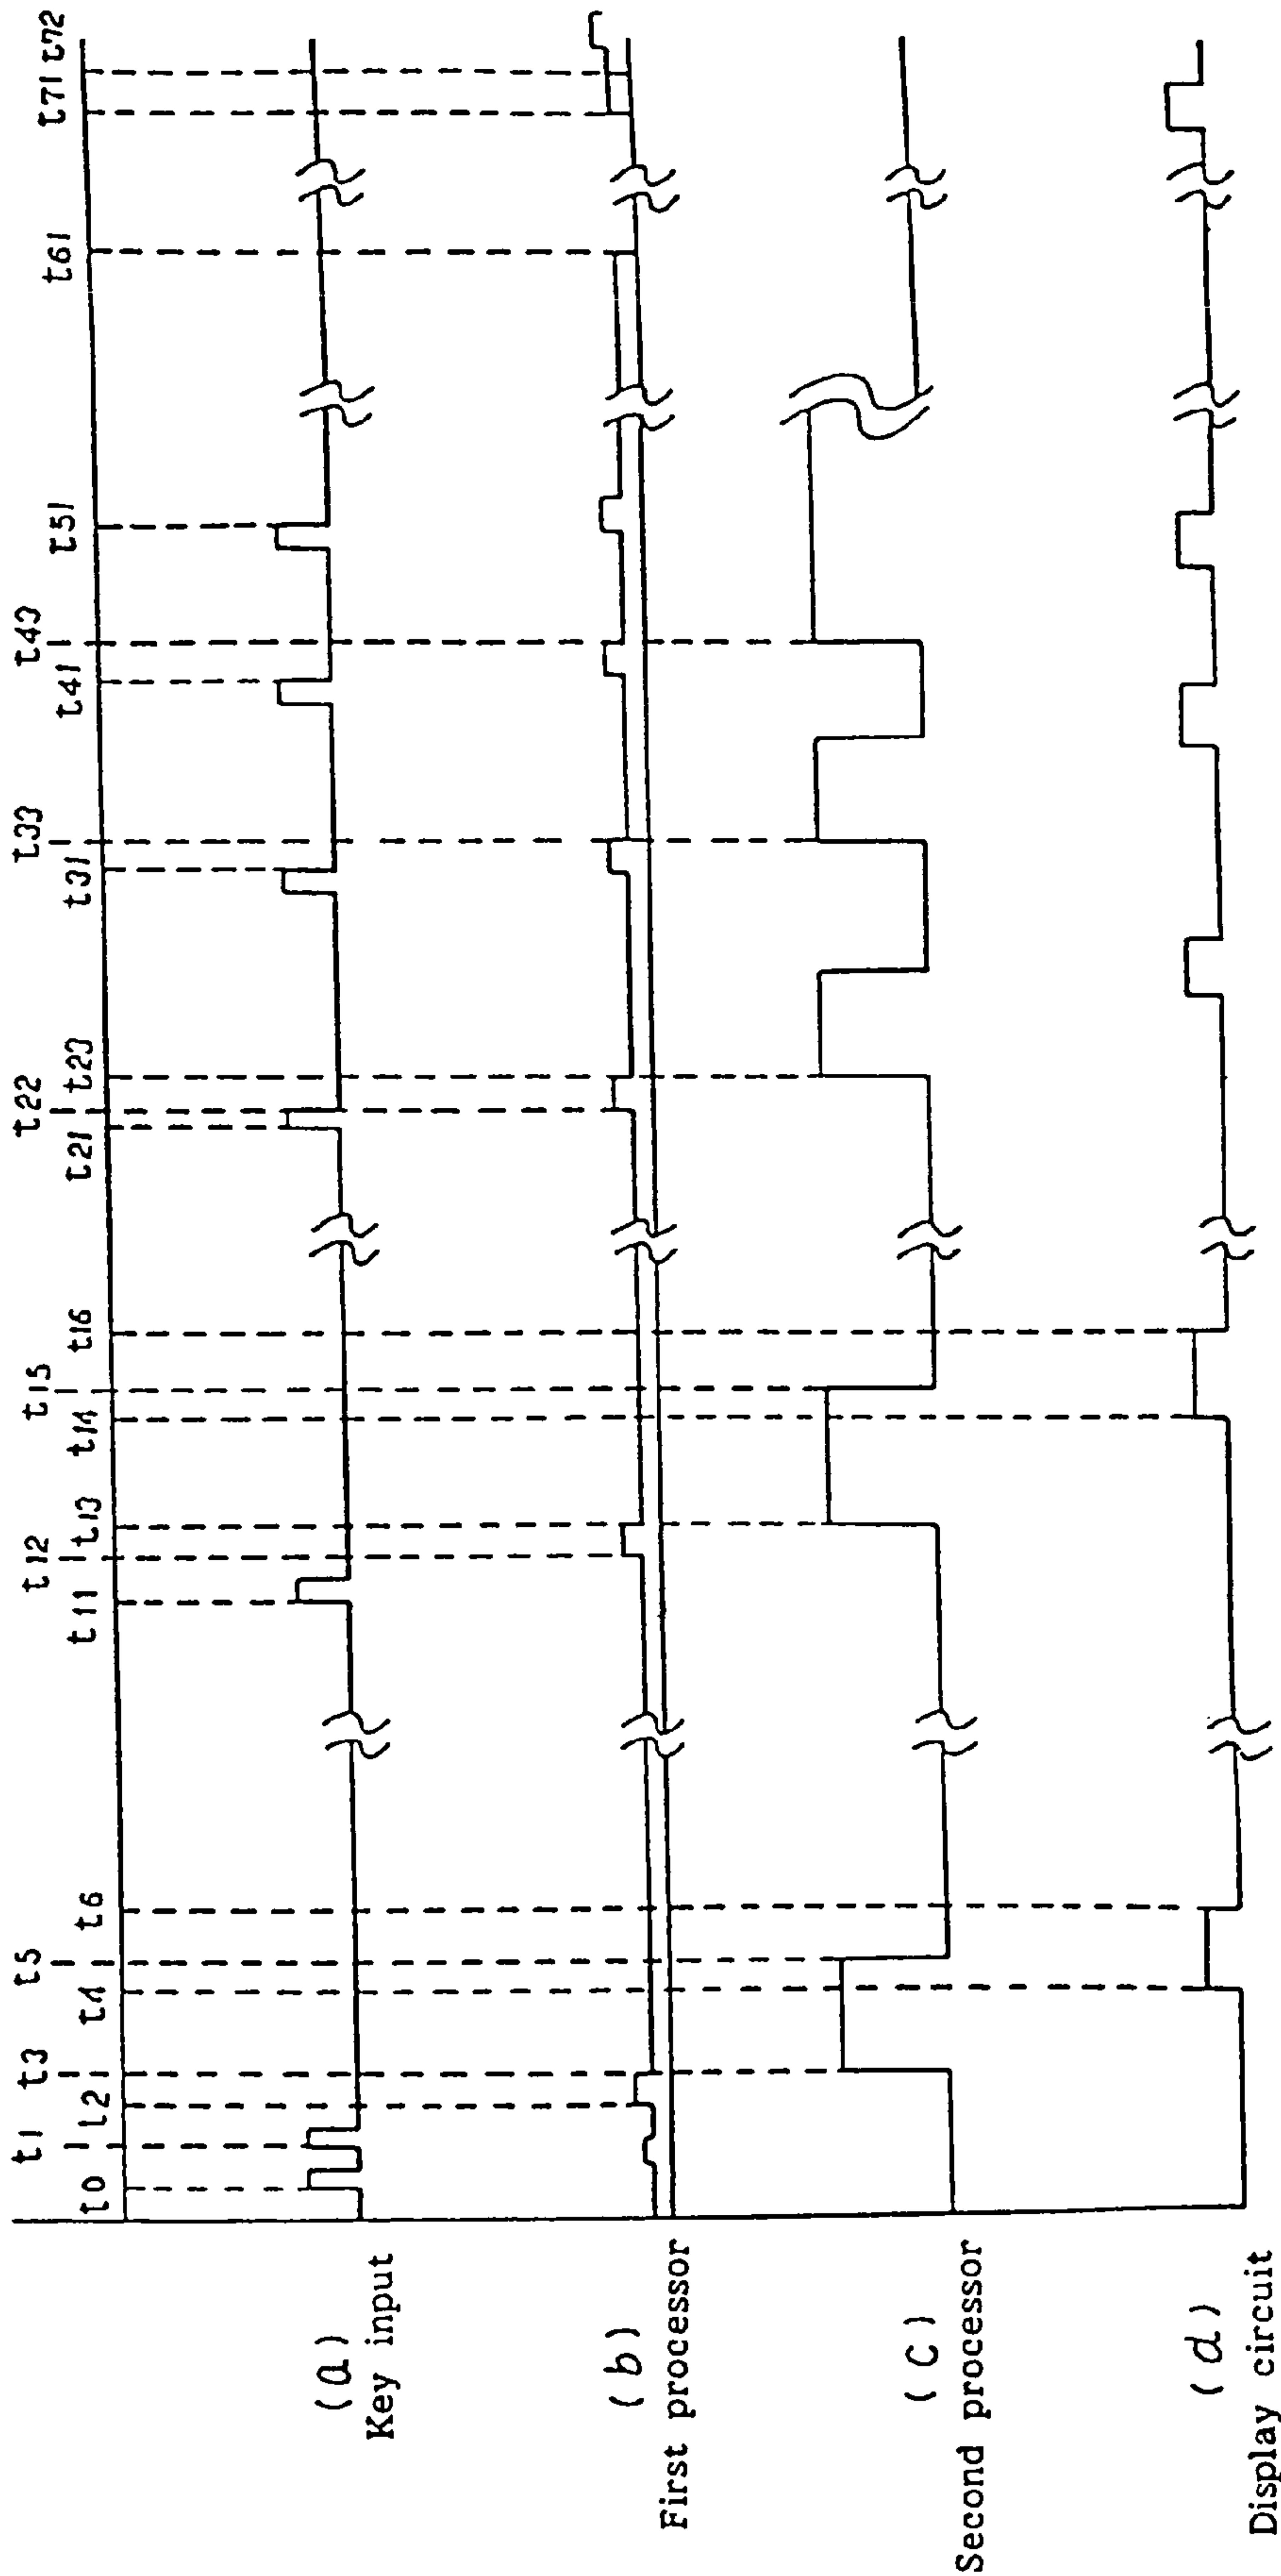 t0 t1 t2 t3 t4 t5 t6 t11 t12 t13 t14 t15 t16 t21 t22 t23 t31 t33 t41 t43 t51 t61 t71 t72
(a)
Key input
(b)
First processor
(c)
Second processor
(d)
Display circuit